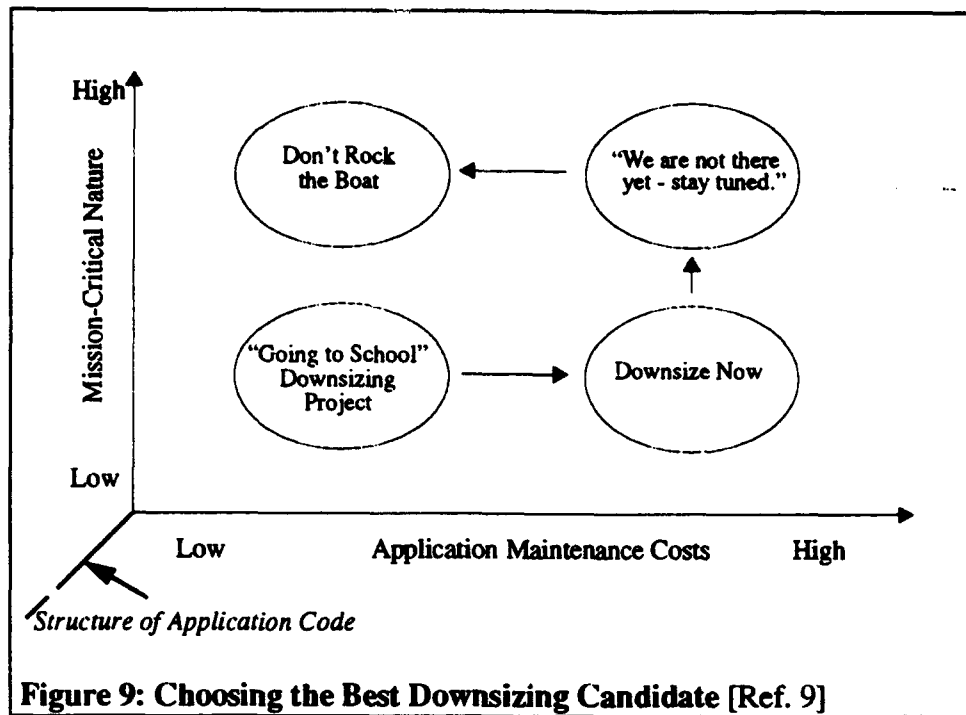 High
Don't Rock
the Boat
"We are not there
yet - stay tuned."
Mission-Critical Nature
"Going to School"
Downsizing
Project
Downsize Now
Low
Low
Application Maintenance Costs
High
Structure of Application Code
Figure 9: Choosing the Best Downsizing Candidate [Ref. 9]